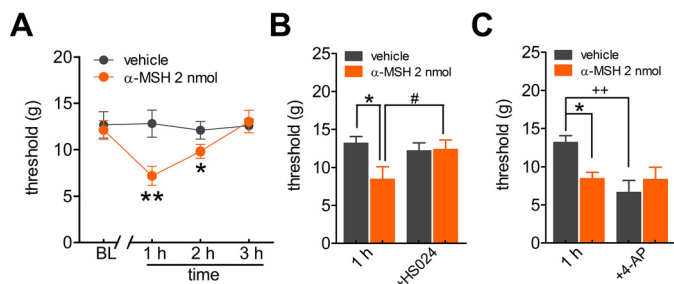 A
vehicle
α-MSH 2 nmol
threshold (g)
20
15
10
5
0
**
*
BL
1 h
2 h
3 h
time
B
vehicle
α-MSH 2 nmol
threshold (g)
25
20
15
10
5
0
*
#
1 h
+HS024
C
vehicle
α-MSH 2 nmol
threshold (g)
25
20
15
10
5
0
++
*
1 h
+4-AP